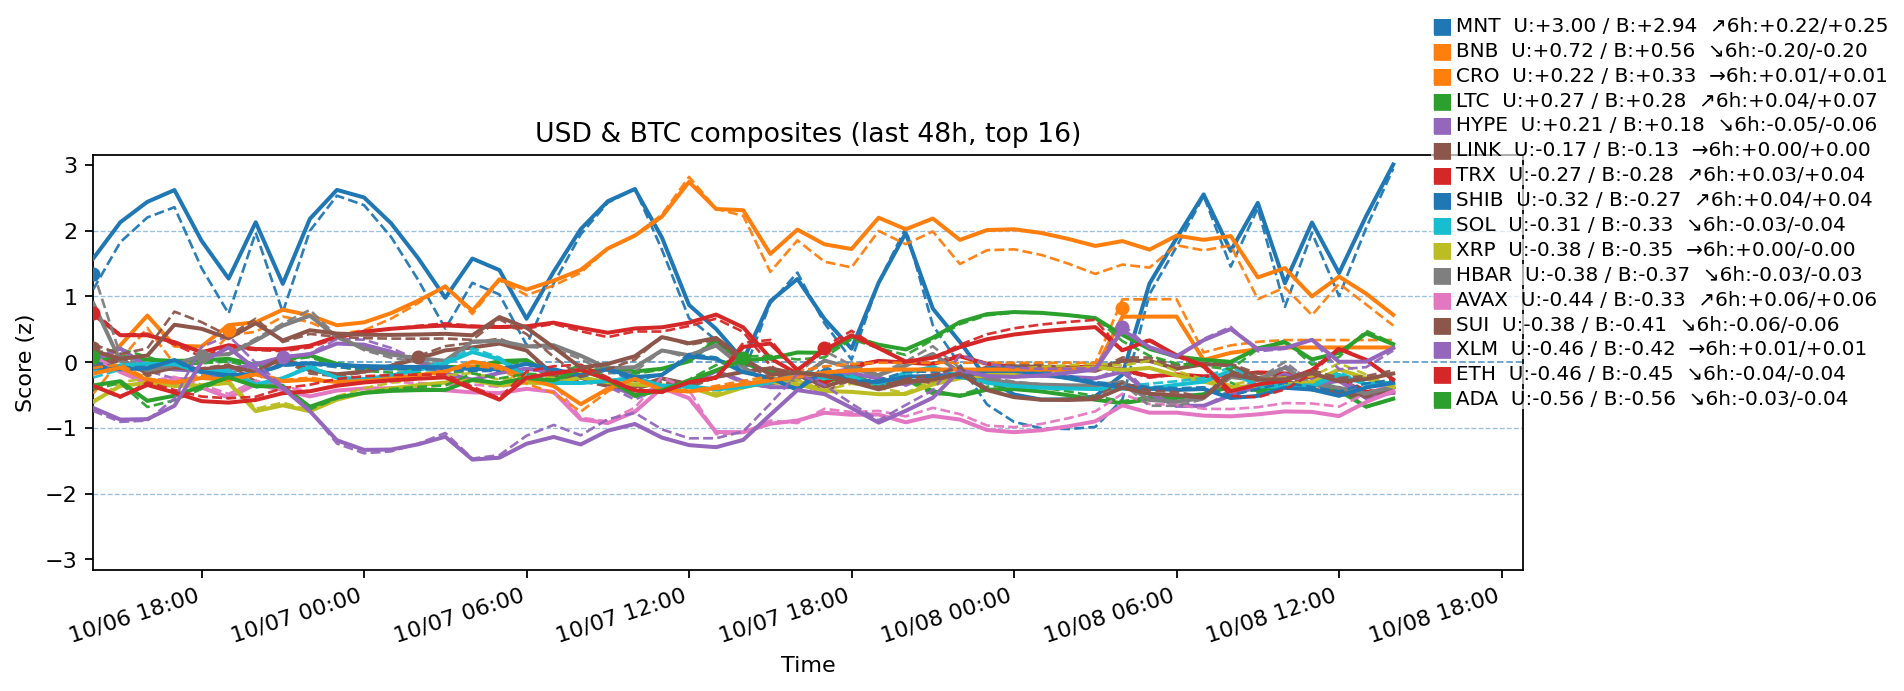 MNT  U:+3.00 / B:+2.94  ↗6h:+0.22/+0.25
BNB  U:+0.72 / B:+0.56  ↘6h:-0.20/-0.20
CRO  U:+0.22 / B:+0.33  →6h:+0.01/+0.01
LTC  U:+0.27 / B:+0.28  ↗6h:+0.04/+0.07
HYPE  U:+0.21 / B:+0.18  ↘6h:-0.05/-0.06
LINK  U:-0.17 / B:-0.13  →6h:+0.00/+0.00
TRX  U:-0.27 / B:-0.28  ↗6h:+0.03/+0.04
SHIB  U:-0.32 / B:-0.27  ↗6h:+0.04/+0.04
SOL  U:-0.31 / B:-0.33  ↘6h:-0.03/-0.04
XRP  U:-0.38 / B:-0.35  →6h:+0.00/-0.00
HBAR  U:-0.38 / B:-0.37  ↘6h:-0.03/-0.03
AVAX  U:-0.44 / B:-0.33  ↗6h:+0.06/+0.06
SUI  U:-0.38 / B:-0.41  ↘6h:-0.06/-0.06
XLM  U:-0.46 / B:-0.42  →6h:+0.01/+0.01
ETH  U:-0.46 / B:-0.45  ↘6h:-0.04/-0.04
ADA  U:-0.56 / B:-0.56  ↘6h:-0.03/-0.04
USD & BTC composites (last 48h, top 16)
Score (z)
3
2
1
0
−1
−2
−3
10/06 18:00
10/07 00:00
10/07 06:00
10/07 12:00
10/07 18:00
10/08 00:00
10/08 06:00
10/08 12:00
10/08 18:00
Time